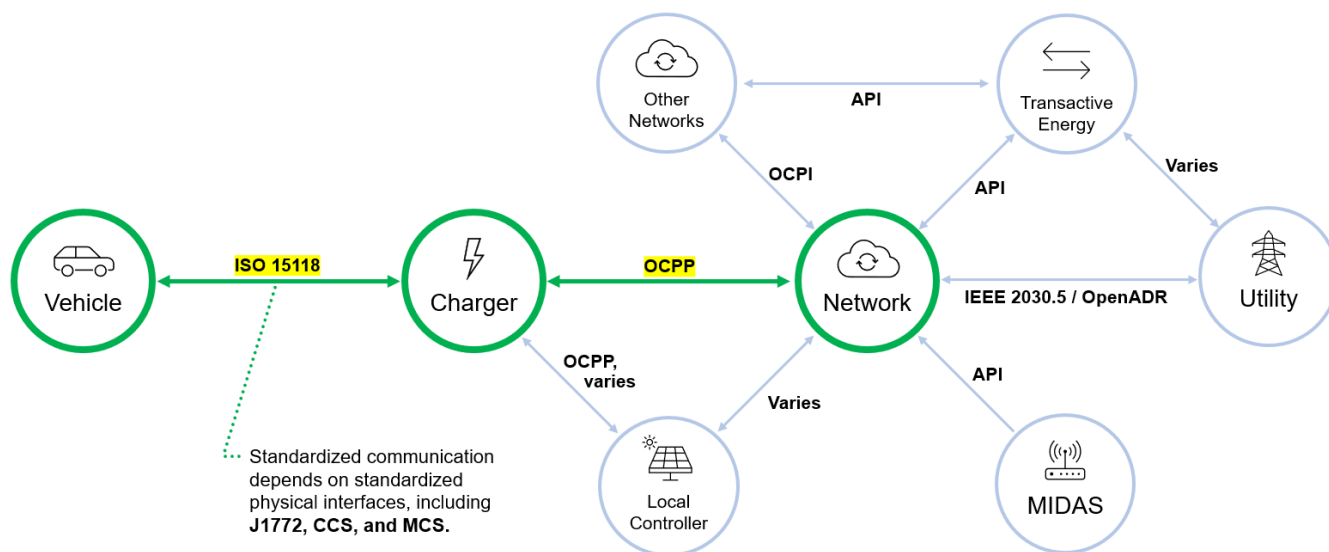 Other
Networks
API
Transactive
Energy
OCPI
API
Varies
Vehicle
ISO 15118
Charger
OCPP
Network
IEEE 2030.5 / OpenADR
Utility
OCPP,
varies
Varies
API
Standardized communication
depends on standardized
physical interfaces, including
J1772, CCS, and MCS.
Local
Controller
MIDAS